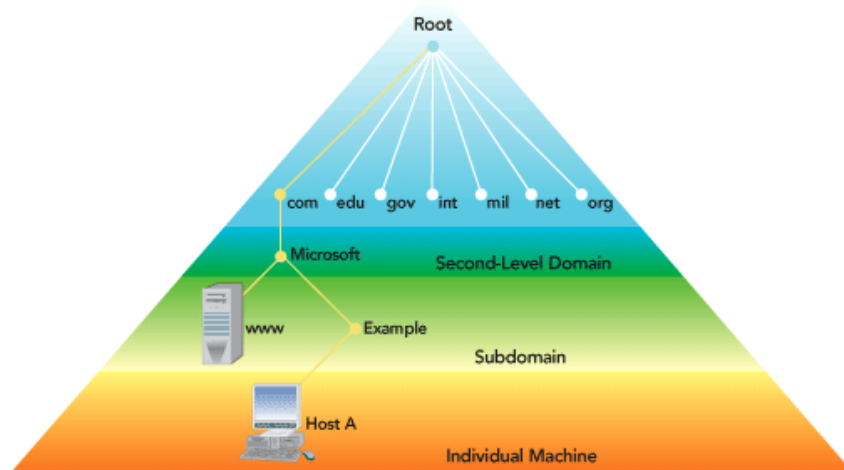 Root
com edu gov int mil net org
Microsoft
Second-Level Domain
www
Example
Subdomain
Host A
Individual Machine